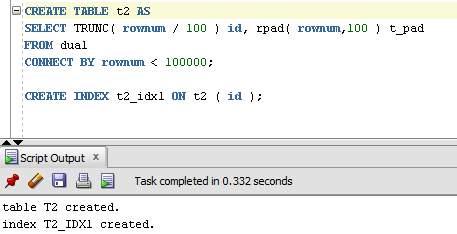 CREATE TABLE t2 AS
SELECT TRUNC( rownum / 100 ) id, rpad( rownum,100 ) t_pad
FROM dual
CONNECT BY rownum < 100000;
CREATE INDEX t2_idx1 ON t2 ( id );
Script Output x
Task completed in 0.332 seconds
table T2 created.
index T2_IDX1 created.